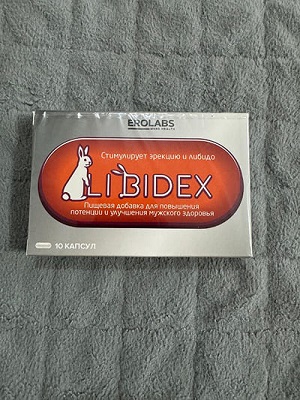 EROLABS
Стимулирует эрекцию и либидо
LIBIDEX
Пищевая добавка для повышения
потенции и улучшения мужского здоровья
10 КАПСУЛ